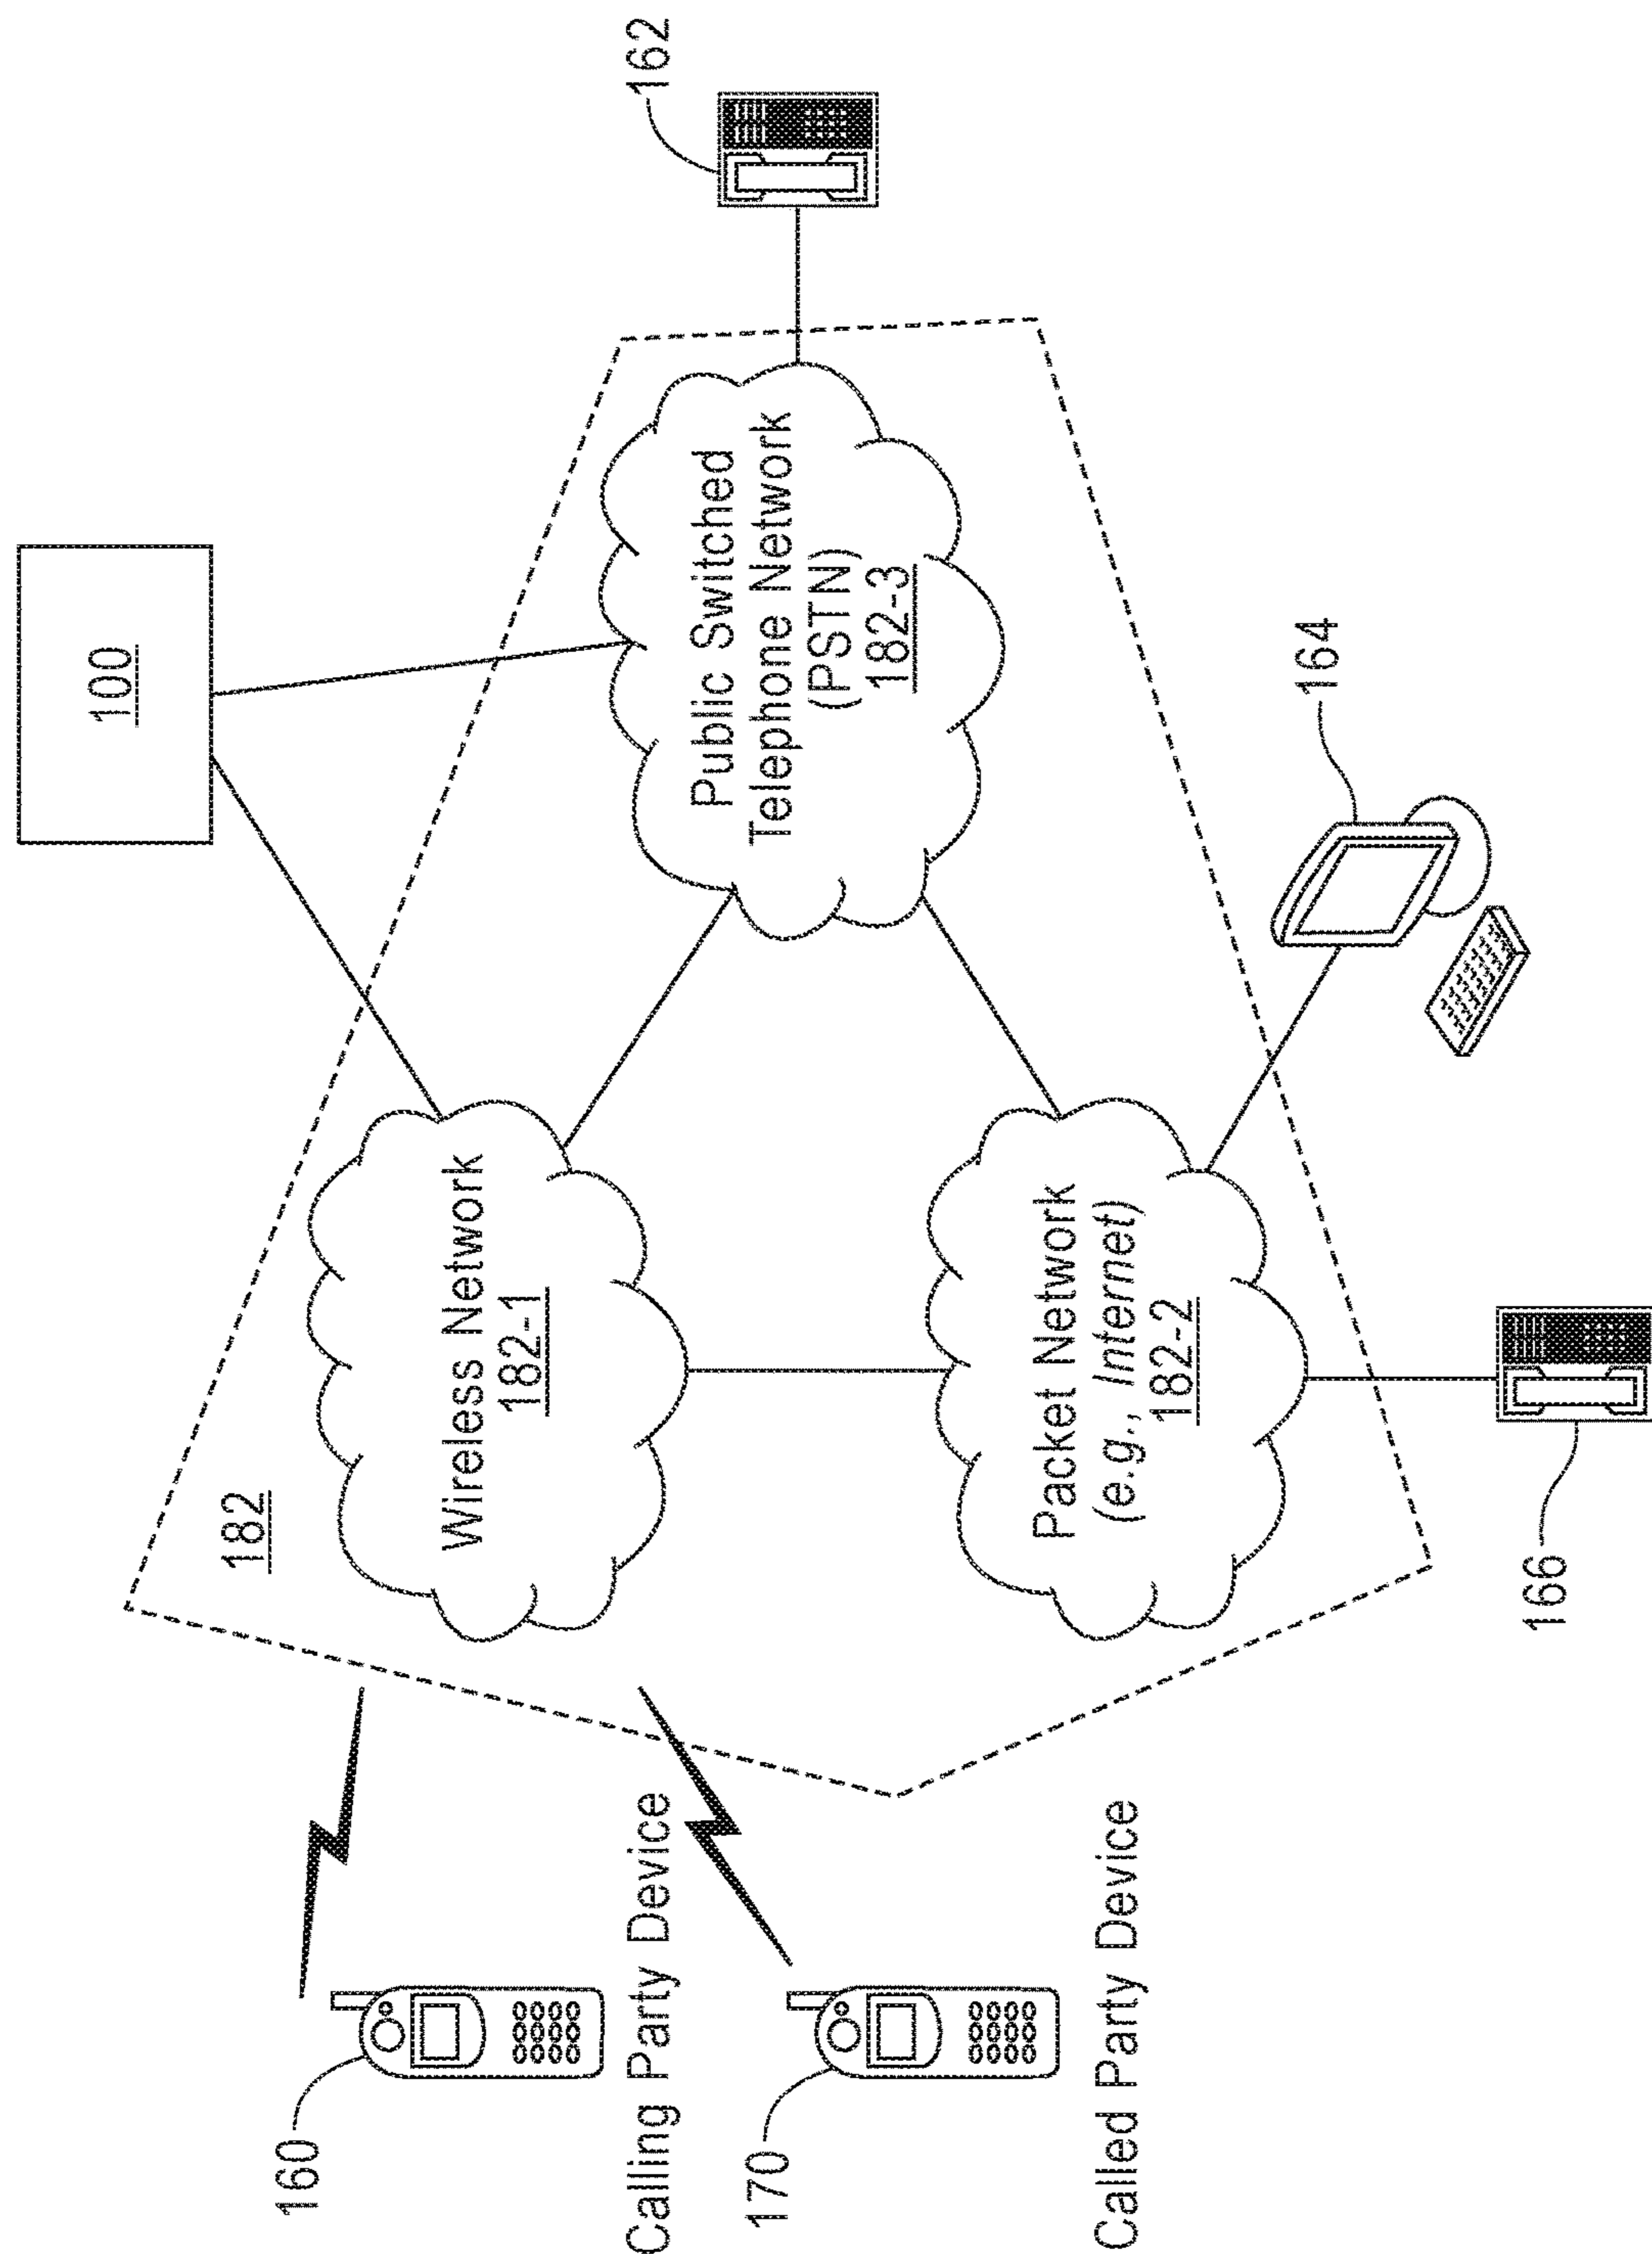 100
182
Wireless Network
182-1
Public Switched
Telephone Network
(PSTN)
182-3
162
160
Calling Party Device
170
Called Party Device
Packet Network
(e.g., Internet)
182-2
164
166